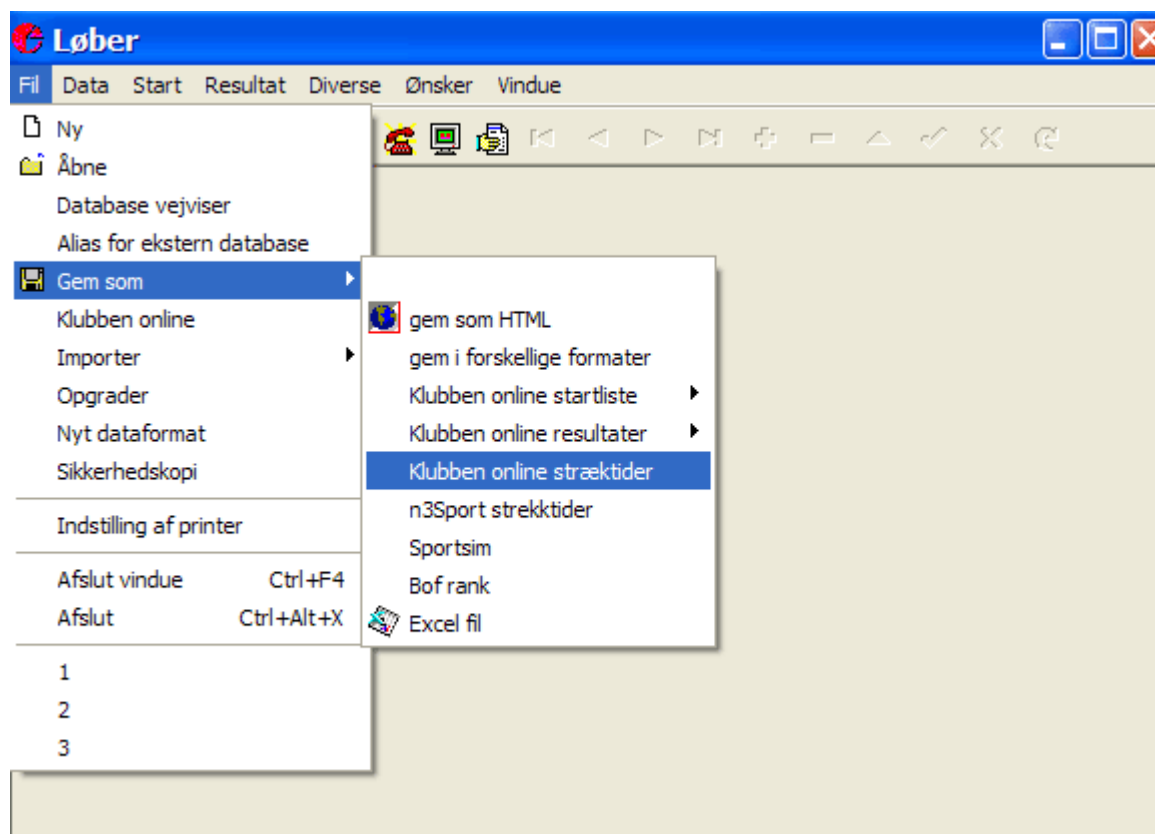 Løber
Fil Data Start Resultat Diverse Ønsker Vindue
Ny
Åbne
Database vejviser
Alias for ekstern database
Gem som
Klubben online
Importer
Opgrader
Nyt dataformat
Sikkerhedskopi
Indstilling af printer
Afslut vindue Ctrl+F4
Afslut Ctrl+Alt+X
1
2
3
gem som HTML
gem i forskellige formater
Klubben online startliste
Klubben online resultater
Klubben online stræktider
n3Sport strekktider
Sportsim
Bof rank
Excel fil